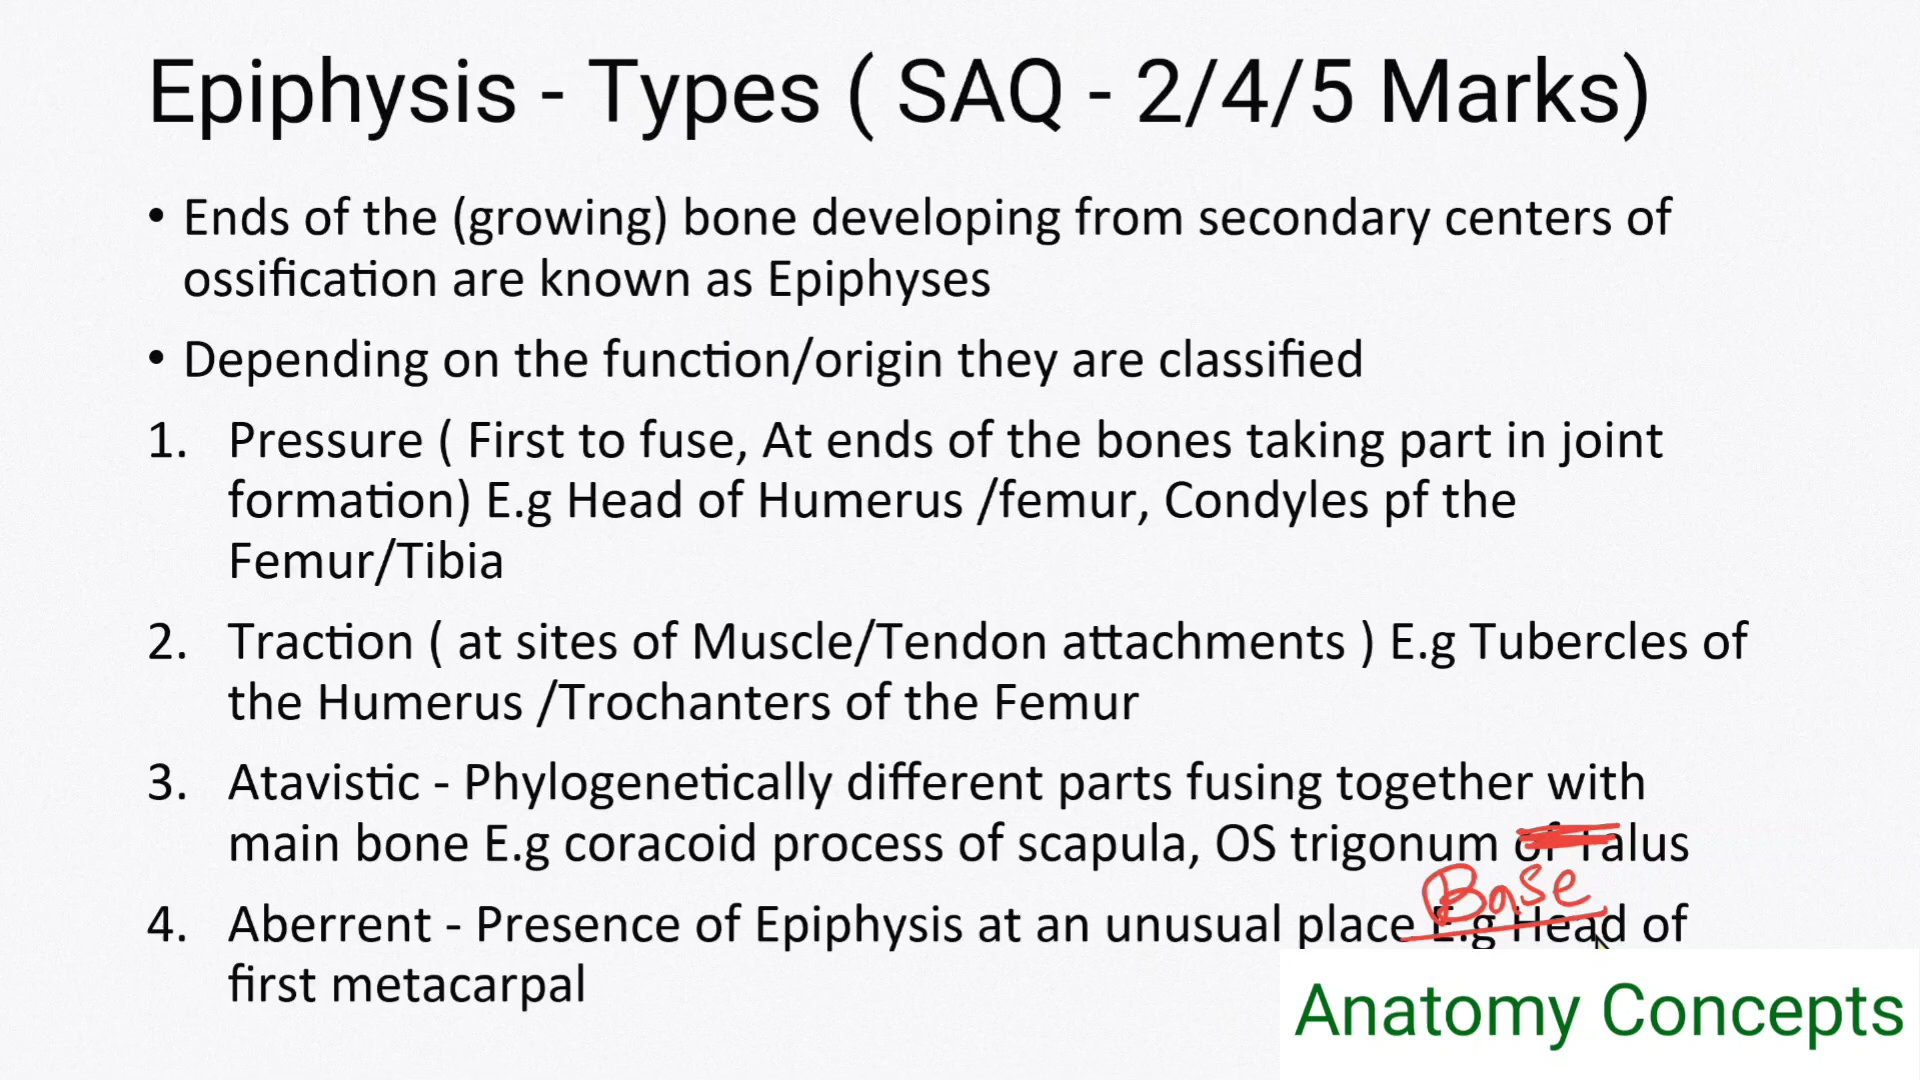 Epiphysis - Types ( SAQ - 2/4/5 Marks)
• Ends of the (growing) bone developing from secondary centers of
ossification are known as Epiphyses
• Depending on the function/origin they are classified
1. Pressure ( First to fuse, At ends of the bones taking part in joint
formation) E.g Head of Humerus /femur, Condyles pf the
Femur/Tibia
2. Traction ( at sites of Muscle/Tendon attachments ) E.g Tubercles of
the Humerus /Trochanters of the Femur
3. Atavistic - Phylogenetically different parts fusing together with
main bone E.g coracoid process of scapula, OS trigonum of Talus
Base
4. Aberrent - Presence of Epiphysis at an unusual place E.g Head of
first metacarpal
Anatomy Concepts